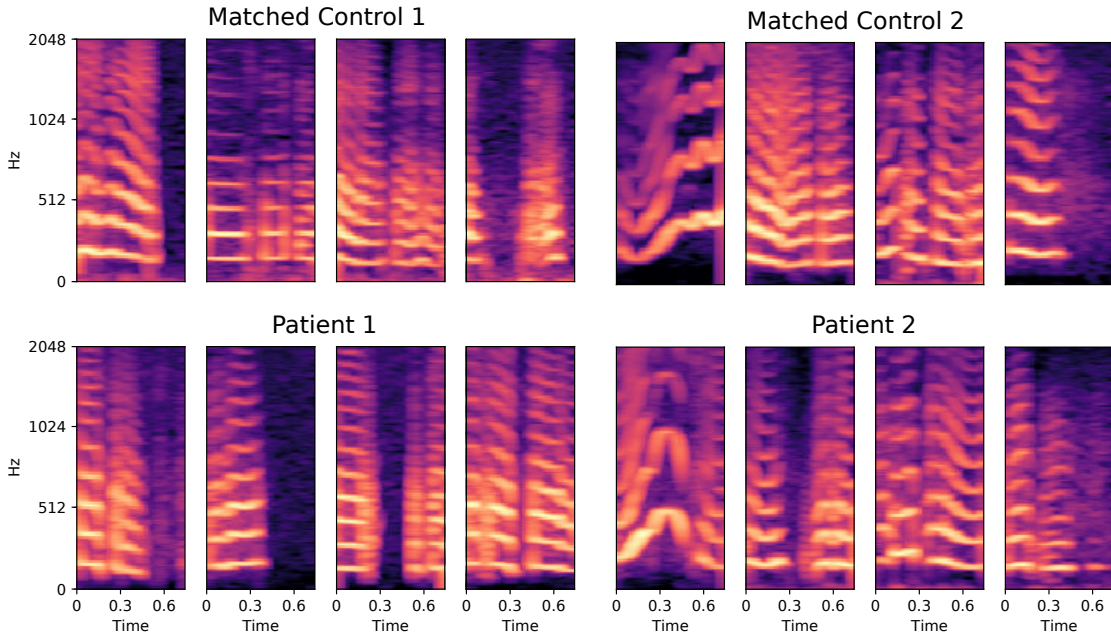 Matched Control 1
Matched Control 2
2048
1024
512
0
Hz
Patient 1
Patient 2
2048
1024
512
0
Hz
0 0.3 0.6 0 0.3 0.6 0 0.3 0.6 0 0.3 0.6 0 0.3 0.6 0 0.3 0.6 0 0.3 0.6 0 0.3 0.6
Time Time Time Time Time Time Time Time